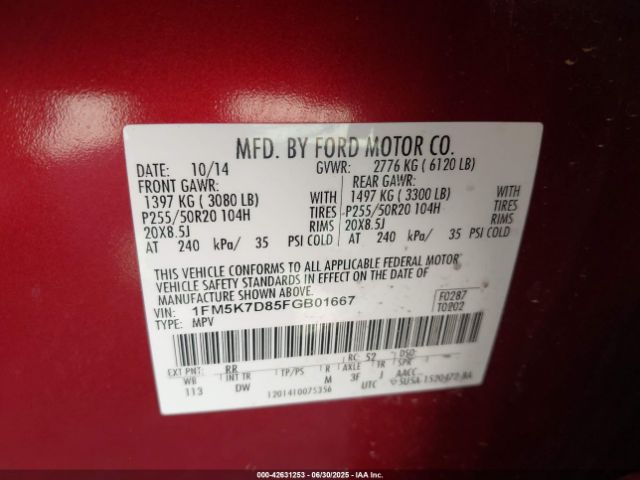 MFD. BY FORD MOTOR CO.
DATE: 10/14 GVWR: 2776 KG ( 6120 LB)
FRONT GAWR: REAR GAWR:
1397 KG ( 3080 LB) WITH 1497 KG ( 3300 LB) WITH
P255/50R20 104H TIRES P255/50R20 104H TIRES
20X8.5J RIMS 20X8.5J RIMS
AT 240 kPa/ 35 PSI COLD AT 240 kPa/ 35 PSI COLD
THIS VEHICLE CONFORMS TO ALL APPLICABLE FEDERAL MOTOR
VEHICLE SAFETY STANDARDS IN EFFECT ON THE DATE OF
MANUFACTURE SHOWN ABOVE.
VIN: 1FM5K7D85FGB01667 F0287
TYPE: MPV T0202
EXT PNT: RR RC: 52 DSO:
WB INT TR TP/PS R AXLE TR SPR
113 DW M 3F J AACC
1201410075356 UTC
00-42631253 - 06/30/2025 - IAA Inc.